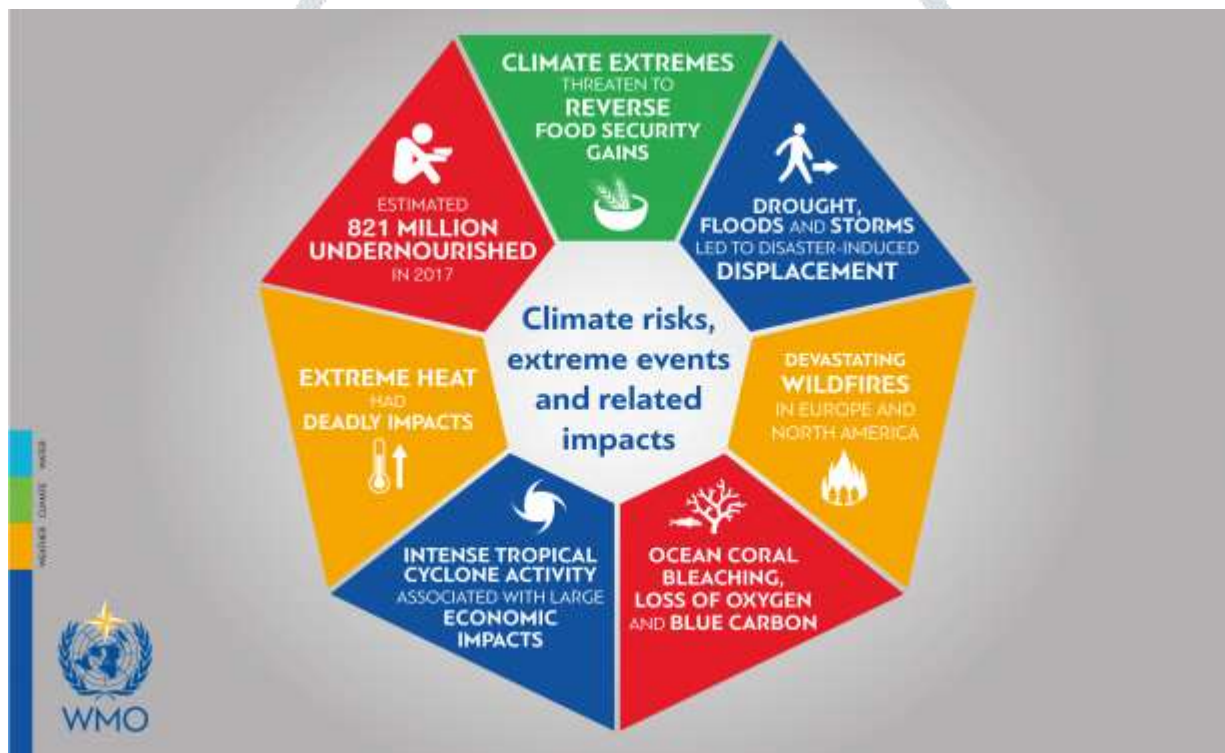 CLIMATE EXTREMES
THREATEN TO
REVERSE
FOOD SECURITY
GAINS
DROUGHT,
FLOODS AND STORMS
LED TO DISASTER-INDUCED
DISPLACEMENT
DEVASTATING
WILDFIRES
IN EUROPE AND
NORTH AMERICA
OCEAN CORAL
BLEACHING,
LOSS OF OXYGEN
AND BLUE CARBON
INTENSE TROPICAL
CYCLONE ACTIVITY
ASSOCIATED WITH LARGE
ECONOMIC
IMPACTS
EXTREME HEAT
HAD
DEADLY IMPACTS
ESTIMATED
821 MILLION
UNDERNOURISHED
IN 2017
Climate risks,
extreme events
and related
impacts
WEATHER CLIMATE WATER
WMO